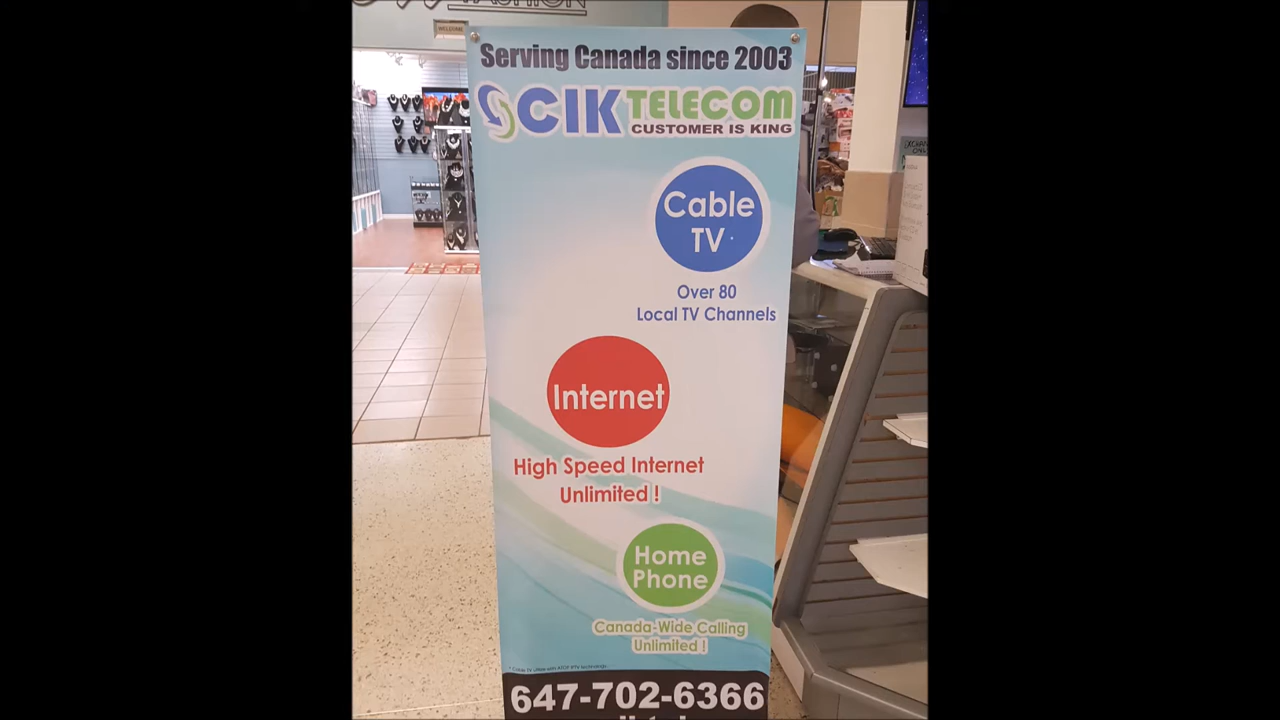 FASHION
WELCOME
Serving Canada since 2003
CIK TELECOM
CUSTOMER IS KING
Cable
TV
Over 80
Local TV Channels
Internet
High Speed Internet
Unlimited !
Home
Phone
Canada-Wide Calling
Unlimited !
647-702-6366